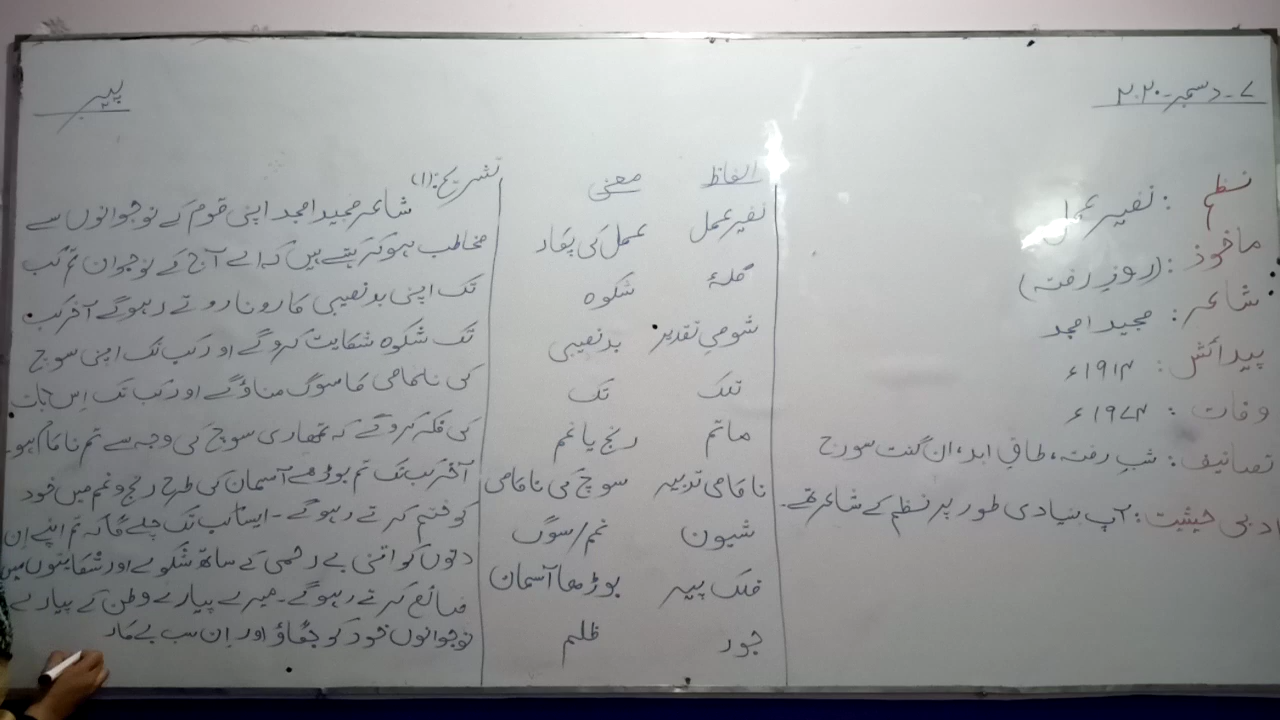 ۷۔ دسمبر۔ ۲۰۲۰
پیر
نظم : نفیرِ عمل
ماخوذ : (روزِ رفتہ)
شاعر : مجید امجد
پیدائش : ۱۹۱۴ء
وفات : ۱۹۷۴ء
تصانیف : شبِ رفتہ، طاقِ ابد، ان گنت سورج
ادبی حیثیت : آپ بنیادی طور پر نظم کے شاعر تھے۔
الفاظ معنی
نفیرِ عمل عمل کی پکار
گلۂ شکوہ
شومیِ تقدیر بدنصیبی
تلک تک
ماتم رنج یا غم
ناکامی تدبیر سوچ کی ناکامی
شیون غم/سوگ
فلک پیر بوڑھا آسمان
جور ظلم
تشریح:(۱)
شاعر مجید امجد اپنی قوم کے نوجوانوں سے
مخاطب ہو کر کہتے ہیں کہ اے آج کے نوجوان تم کب
تک اپنی بدنصیبی کا رونا روتے رہو گے آخر کب
تک شکوہ شکایت کرو گے اور کب تک اپنی سوچ
کی ناکامی کا سوگ مناؤ گے اور کب تک اِس بات
کی فکر کرو گے کہ تمھاری سوچ کی وجہ سے تم ناکام ہو۔
آخر کب تک تم بوڑھے آسمان کی طرح رنج و غم میں خود
کو ختم کرتے رہو گے۔ ایسا کب تک چلے گا کہ تم اپنے اِن
دنوں کو اتنی بے رحمی کے ساتھ شکوے اور شکایتوں میں
ضائع کرتے رہو گے۔ میرے پیارے وطن کے پیارے
نوجوانوں خود کو جگاؤ اور اِن سب بے کار